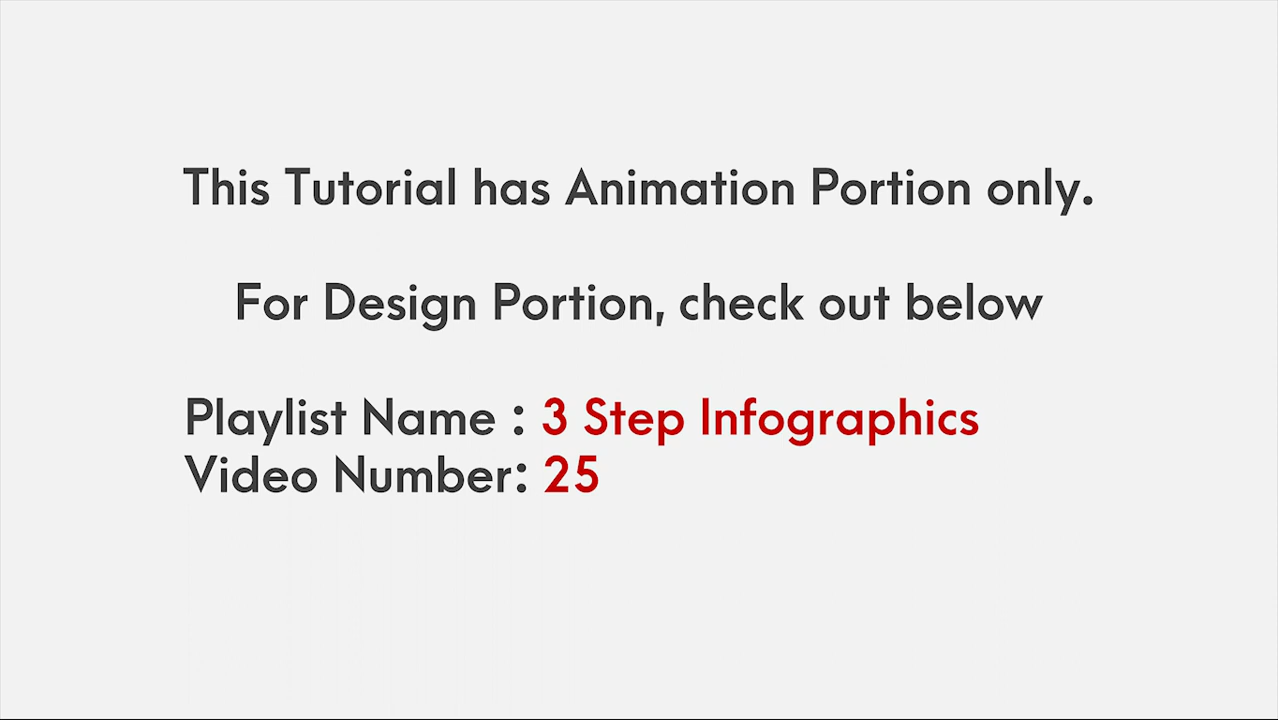 This Tutorial has Animation Portion only.
For Design Portion, check out below
Playlist Name : 3 Step Infographics
Video Number: 25